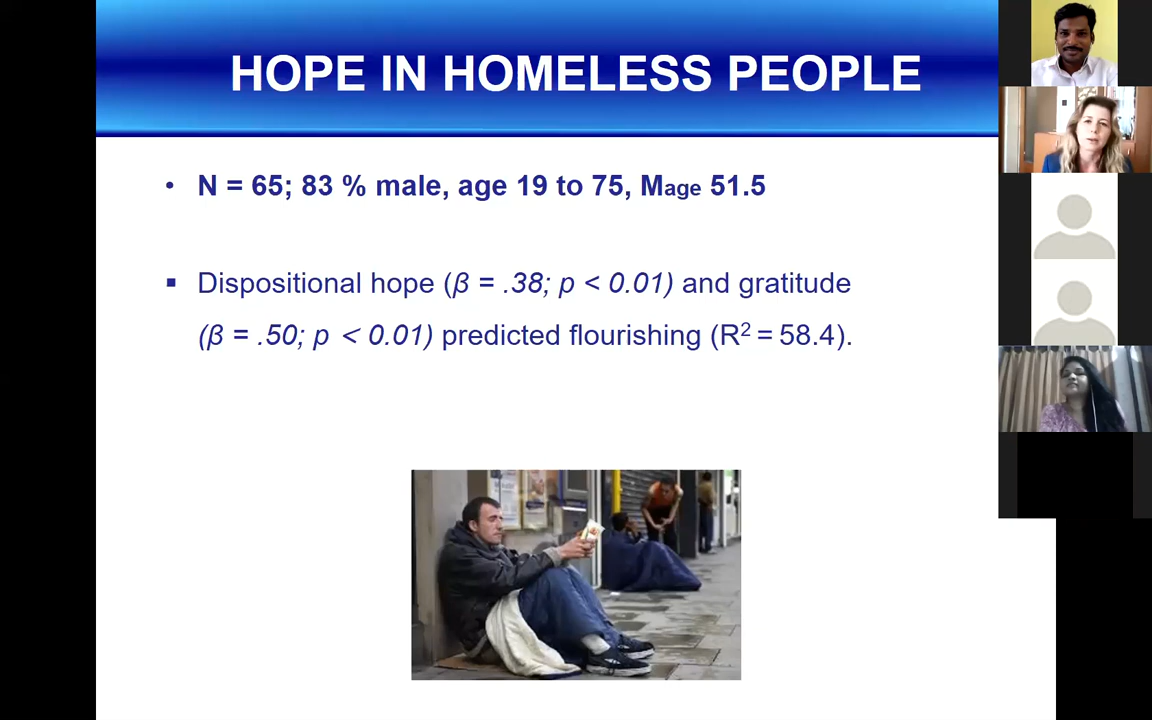 HOPE IN HOMELESS PEOPLE
• N = 65; 83 % male, age 19 to 75, Mage 51.5
▪ Dispositional hope (β = .38; p < 0.01) and gratitude
(β = .50; p < 0.01) predicted flourishing (R² = 58.4).